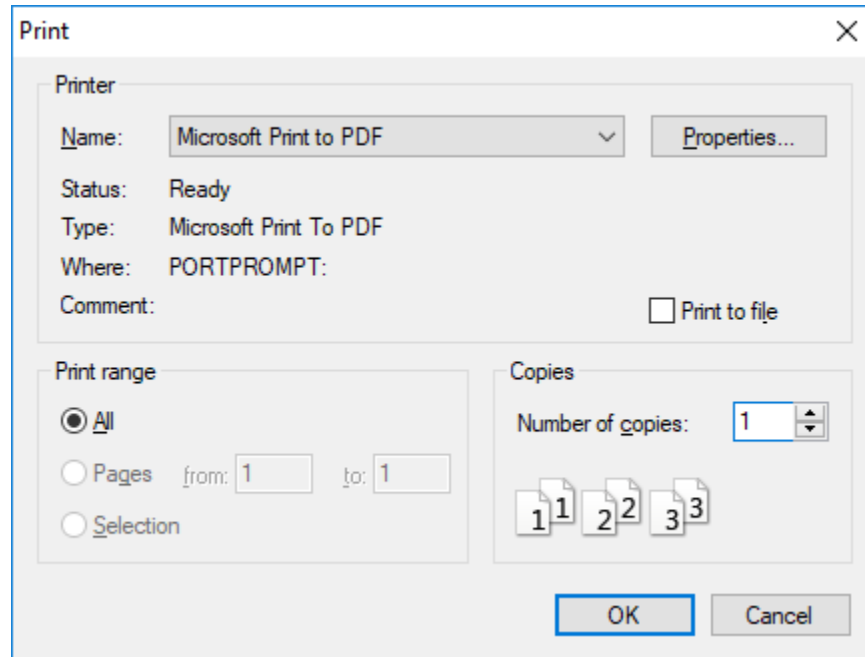 Print
Printer
Name: Microsoft Print to PDF Properties...
Status: Ready
Type: Microsoft Print To PDF
Where: PORTPROMPT:
Comment: Print to file
Print range
All
Pages from: 1 to: 1
Selection
Copies
Number of copies: 1
1 1 2 2 3 3
OK Cancel